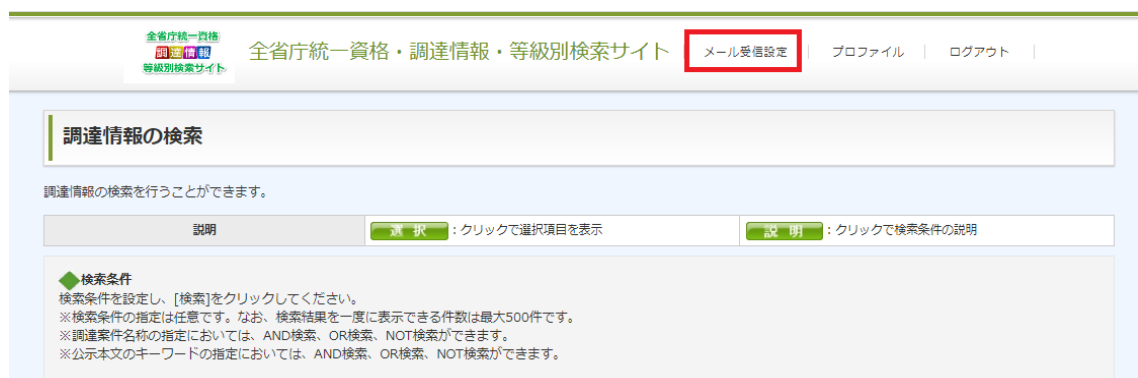 全省庁統一資格
調達情報
等級別検索サイト
全省庁統一資格・調達情報・等級別検索サイト
メール受信設定
プロファイル
ログアウト
調達情報の検索
調達情報の検索を行うことができます。
説明
選 択 ：クリックで選択項目を表示
説 明 ：クリックで検索条件の説明
検索条件
検索条件を設定し、[検索]をクリックしてください。
※検索条件の指定は任意です。なお、検索結果を一度に表示できる件数は最大500件です。
※調達案件名称の指定においては、AND検索、OR検索、NOT検索ができます。
※公示本文のキーワードの指定においては、AND検索、OR検索、NOT検索ができます。